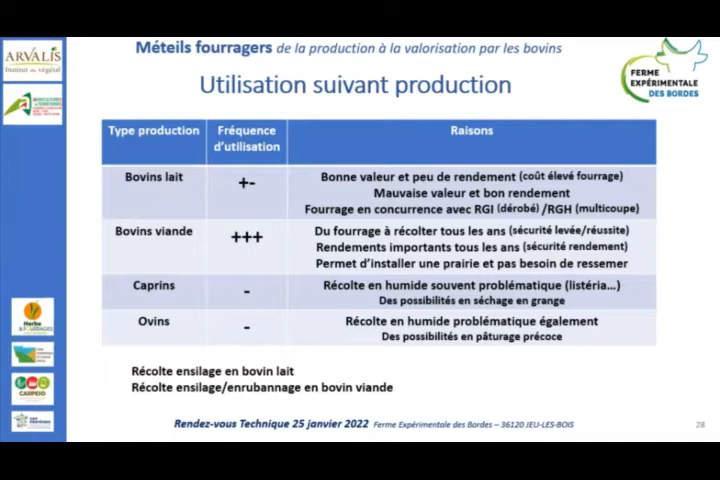 Méteils fourragers de la production à la valorisation par les bovins
ARVALIS
Institut du végétal
FERME
EXPÉRIMENTALE
DES BORDES
Utilisation suivant production
Type production
Fréquence
d'utilisation
Raisons
Bovins lait
+-
Bonne valeur et peu de rendement (coût élevé fourrage)
Mauvaise valeur et bon rendement
Fourrage en concurrence avec RGI (dérobé) /RGH (multicoupe)
Bovins viande
+++
Du fourrage à récolter tous les ans (sécurité levée/réussite)
Rendements importants tous les ans (sécurité rendement)
Permet d'installer une prairie et pas besoin de ressemer
Caprins
-
Récolte en humide souvent problématique (listéria...)
Des possibilités en séchage en grange
Ovins
-
Récolte en humide problématique également
Des possibilités en pâturage précoce
Herbe
& FOURRAGES
Récolte ensilage en bovin lait
Récolte ensilage/enrubannage en bovin viande
Rendez-vous Technique 25 janvier 2022 Ferme Expérimentale des Bordes – 36120 JEU-LES-BOIS
28